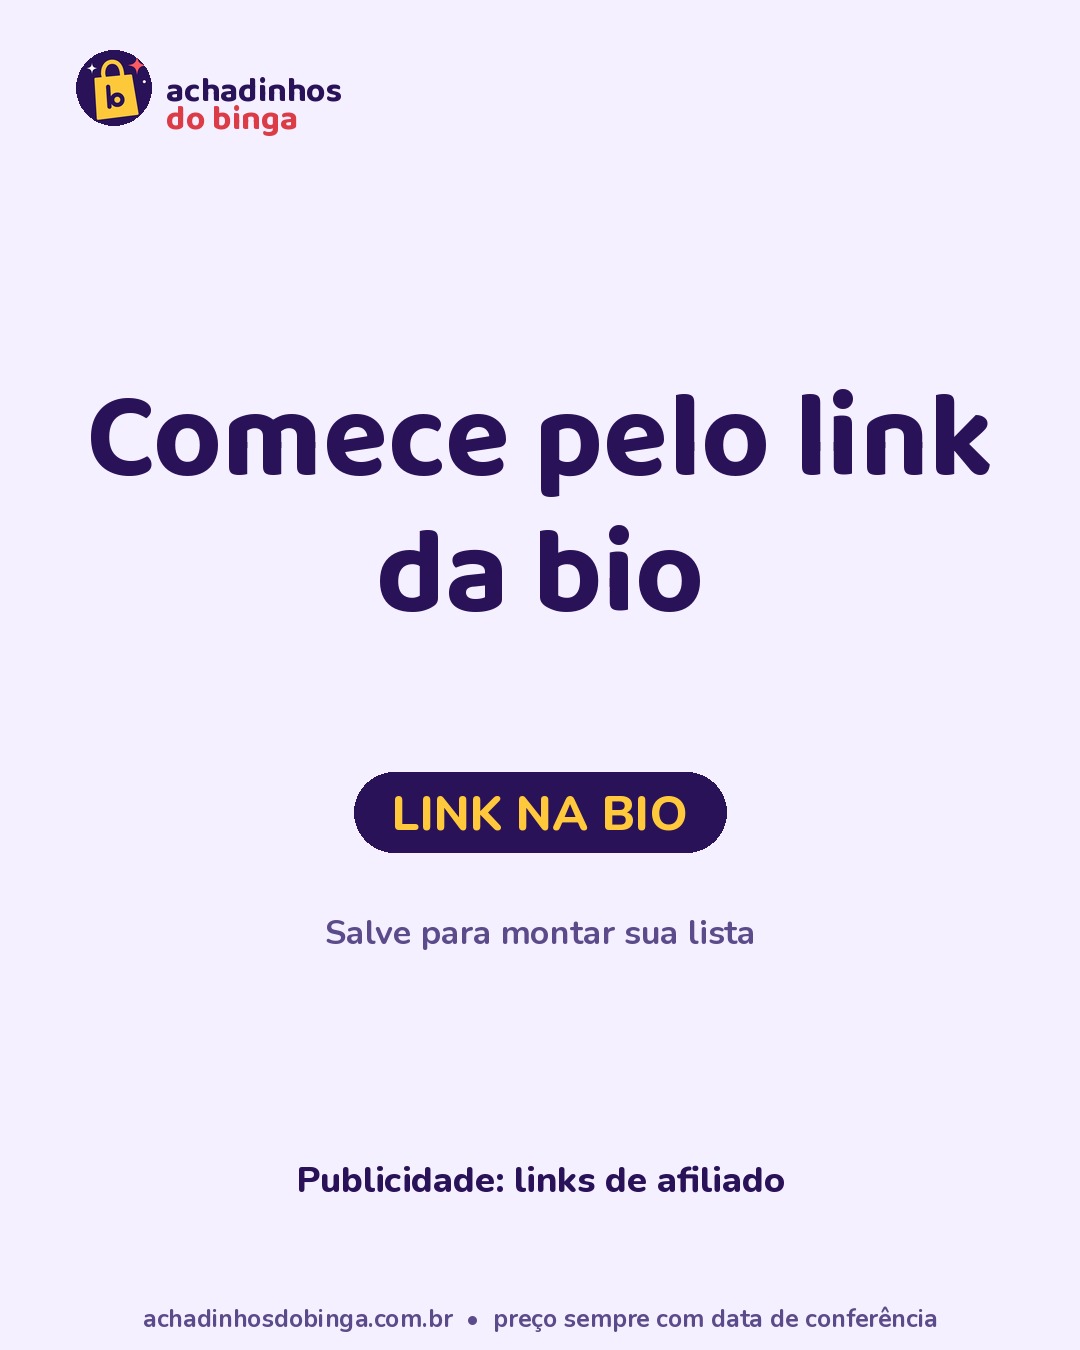 b
achadinhos
do binga
Comece pelo link
da bio
LINK NA BIO
Salve para montar sua lista
Publicidade: links de afiliado
achadinhosdobinga.com.br • preço sempre com data de conferência